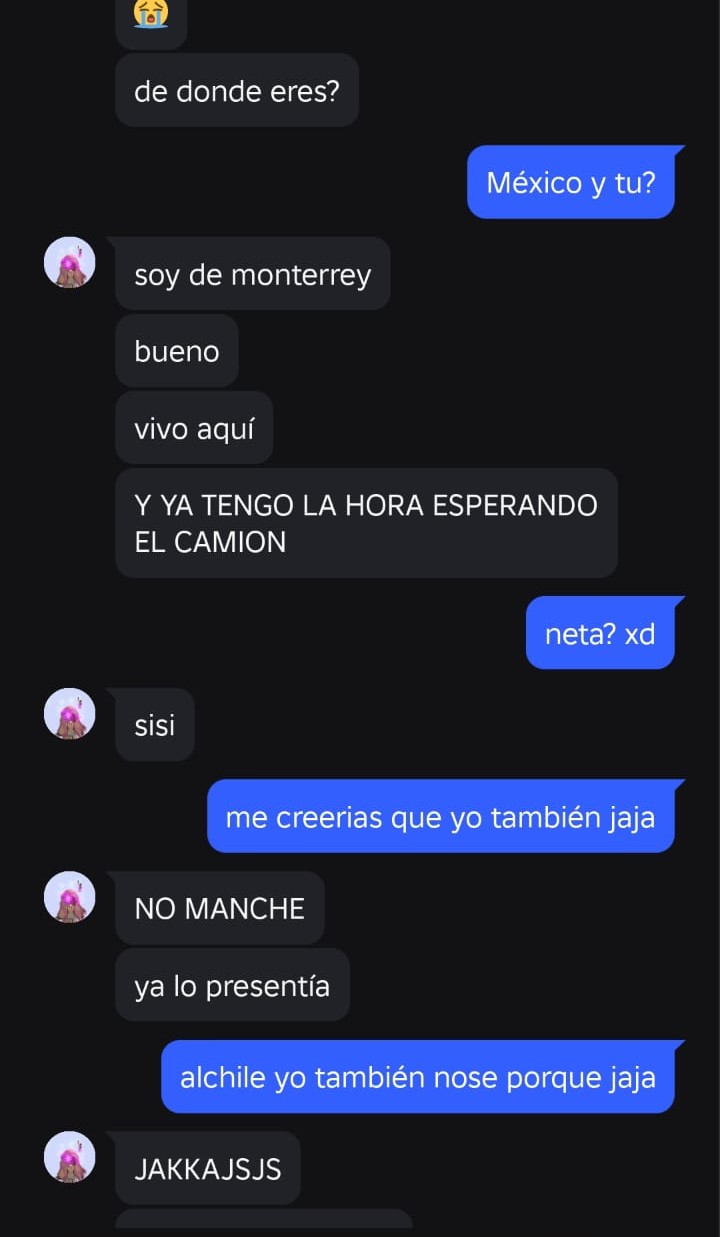 😭
de donde eres?
México y tu?
soy de monterrey
bueno
vivo aquí
Y YA TENGO LA HORA ESPERANDO
EL CAMION
neta? xd
sisi
me creerias que yo también jaja
NO MANCHE
ya lo presentía
alchile yo también nose porque jaja
JAKKAJSJS